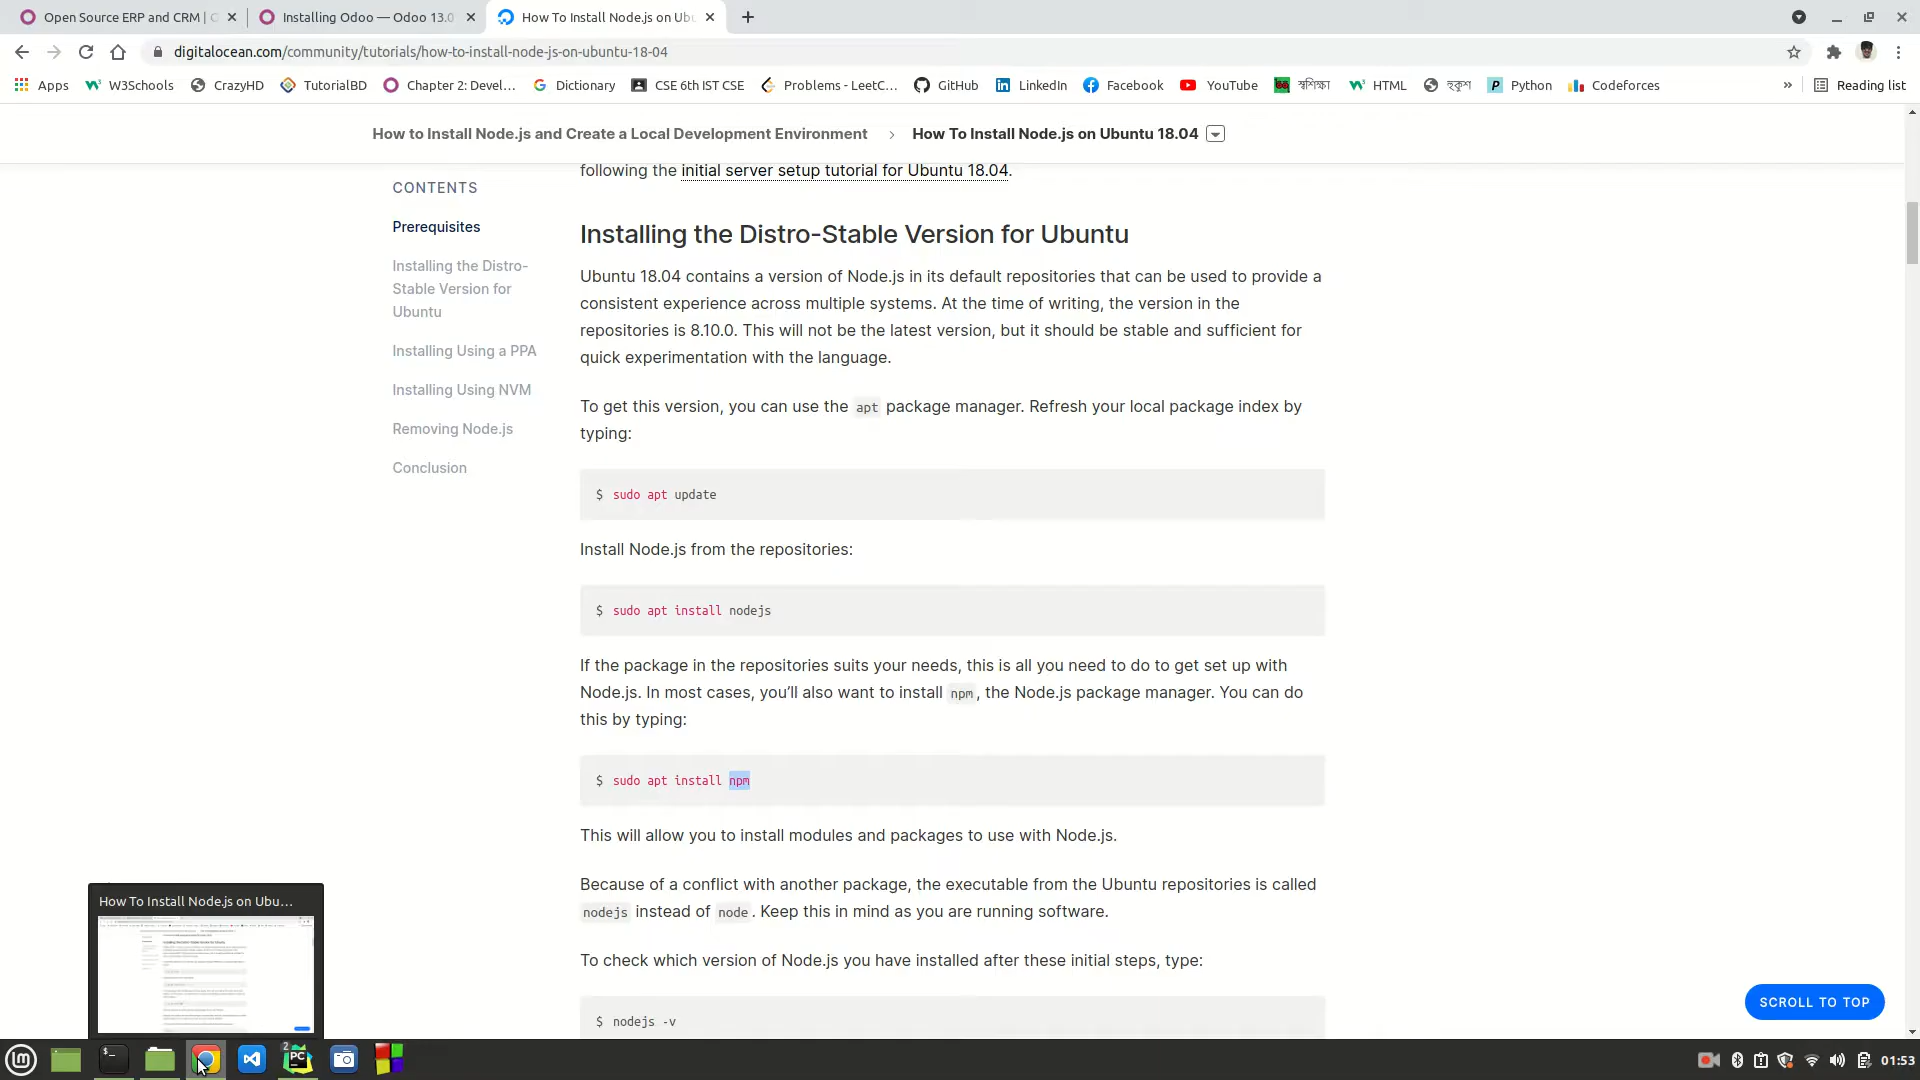 Open Source ERP and CRM |
Installing Odoo — Odoo 13.0
How To Install Node.js on Ubu
digitalocean.com/community/tutorials/how-to-install-node-js-on-ubuntu-18-04
Apps
W3Schools
CrazyHD
TutorialBD
Chapter 2: Devel...
Dictionary
CSE 6th IST CSE
Problems - LeetC...
GitHub
LinkedIn
Facebook
YouTube
স্বশিক্ষা
HTML
হুকুশ
Python
Codeforces
»
Reading list
How to Install Node.js and Create a Local Development Environment > How To Install Node.js on Ubuntu 18.04
CONTENTS
Prerequisites
Installing the Distro-
Stable Version for
Ubuntu
Installing Using a PPA
Installing Using NVM
Removing Node.js
Conclusion
following the initial server setup tutorial for Ubuntu 18.04.
Installing the Distro-Stable Version for Ubuntu
Ubuntu 18.04 contains a version of Node.js in its default repositories that can be used to provide a
consistent experience across multiple systems. At the time of writing, the version in the
repositories is 8.10.0. This will not be the latest version, but it should be stable and sufficient for
quick experimentation with the language.
To get this version, you can use the apt package manager. Refresh your local package index by
typing:
$ sudo apt update
Install Node.js from the repositories:
$ sudo apt install nodejs
If the package in the repositories suits your needs, this is all you need to do to get set up with
Node.js. In most cases, you’ll also want to install npm, the Node.js package manager. You can do
this by typing:
$ sudo apt install npm
This will allow you to install modules and packages to use with Node.js.
Because of a conflict with another package, the executable from the Ubuntu repositories is called
nodejs instead of node. Keep this in mind as you are running software.
To check which version of Node.js you have installed after these initial steps, type:
$ nodejs -v
SCROLL TO TOP
How To Install Node.js on Ubu...
2
PC
01:53